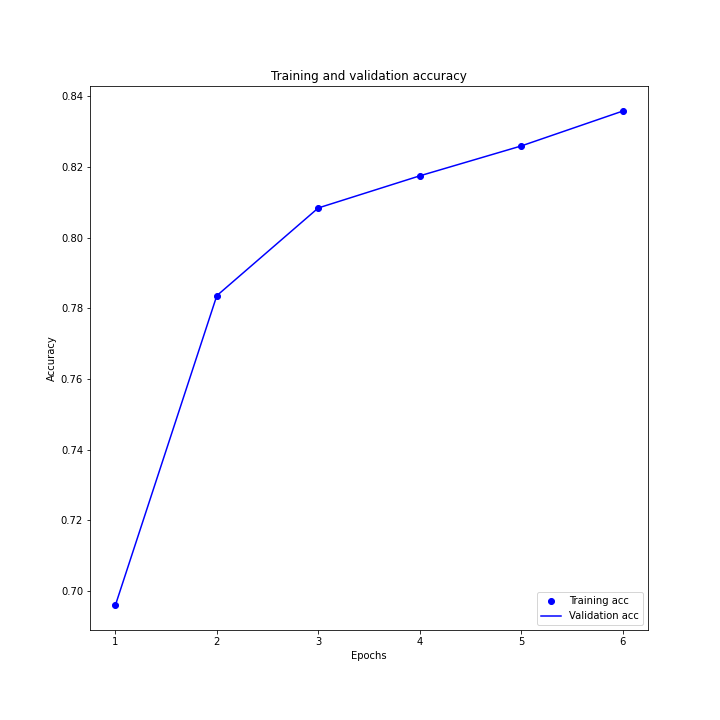 Training and validation accuracy
0.84
0.82
0.80
0.78
0.76
0.74
0.72
0.70
Accuracy
1 2 3 4 5 6
Epochs
Training acc
Validation acc